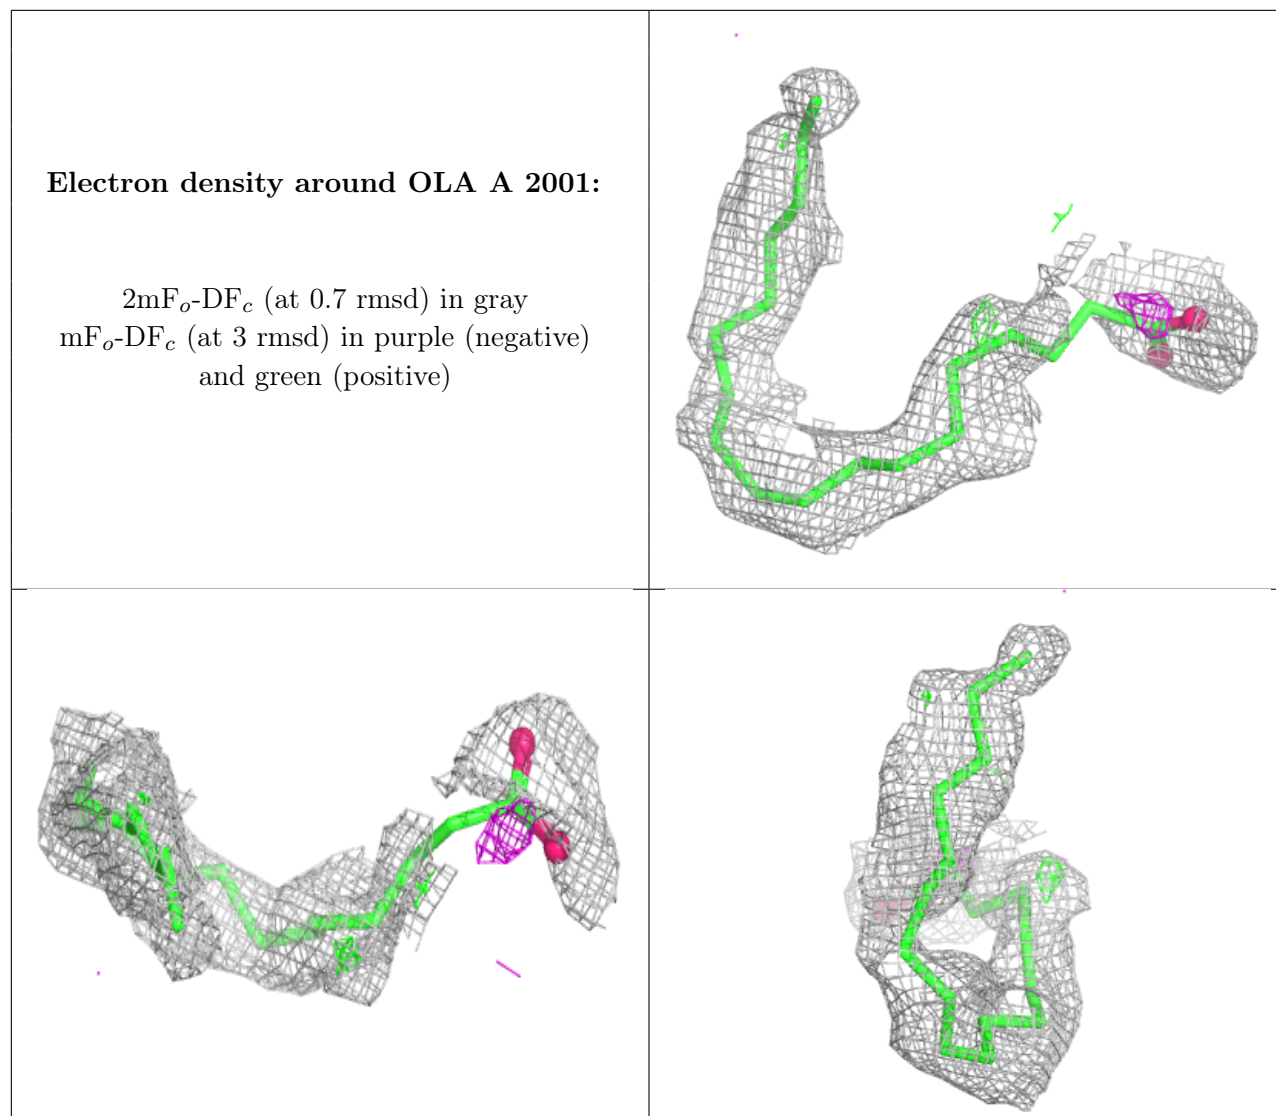 Electron density around OLA A 2001:
2mFo-DFc (at 0.7 rmsd) in gray
mFo-DFc (at 3 rmsd) in purple (negative)
and green (positive)